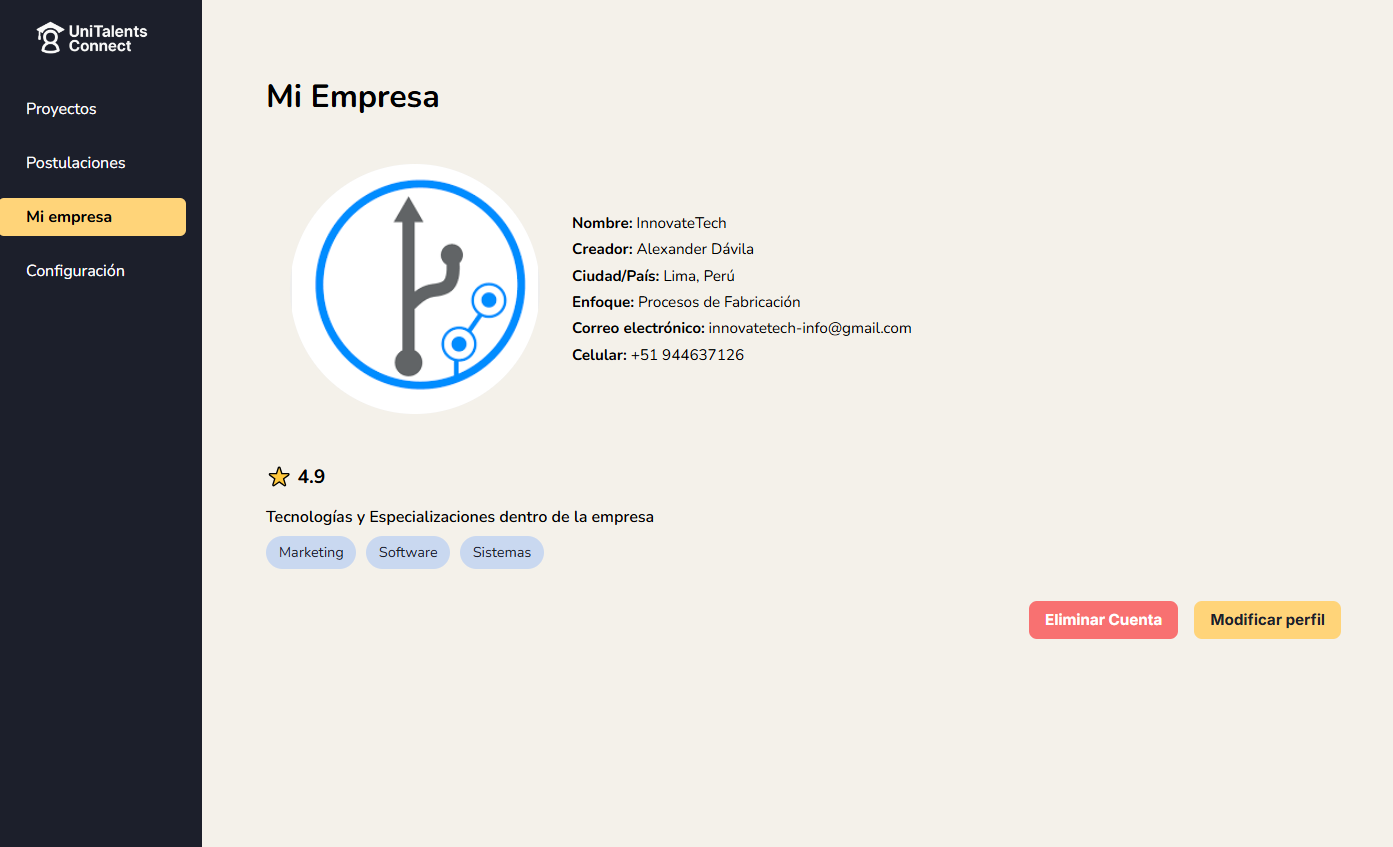 UniTalents
Connect
Proyectos
Postulaciones
Mi empresa
Configuración
Mi Empresa
Nombre: InnovateTech
Creador: Alexander Dávila
Ciudad/País: Lima, Perú
Enfoque: Procesos de Fabricación
Correo electrónico: innovatetech-info@gmail.com
Celular: +51 944637126
4.9
Tecnologías y Especializaciones dentro de la empresa
Marketing Software Sistemas
Eliminar Cuenta Modificar perfil